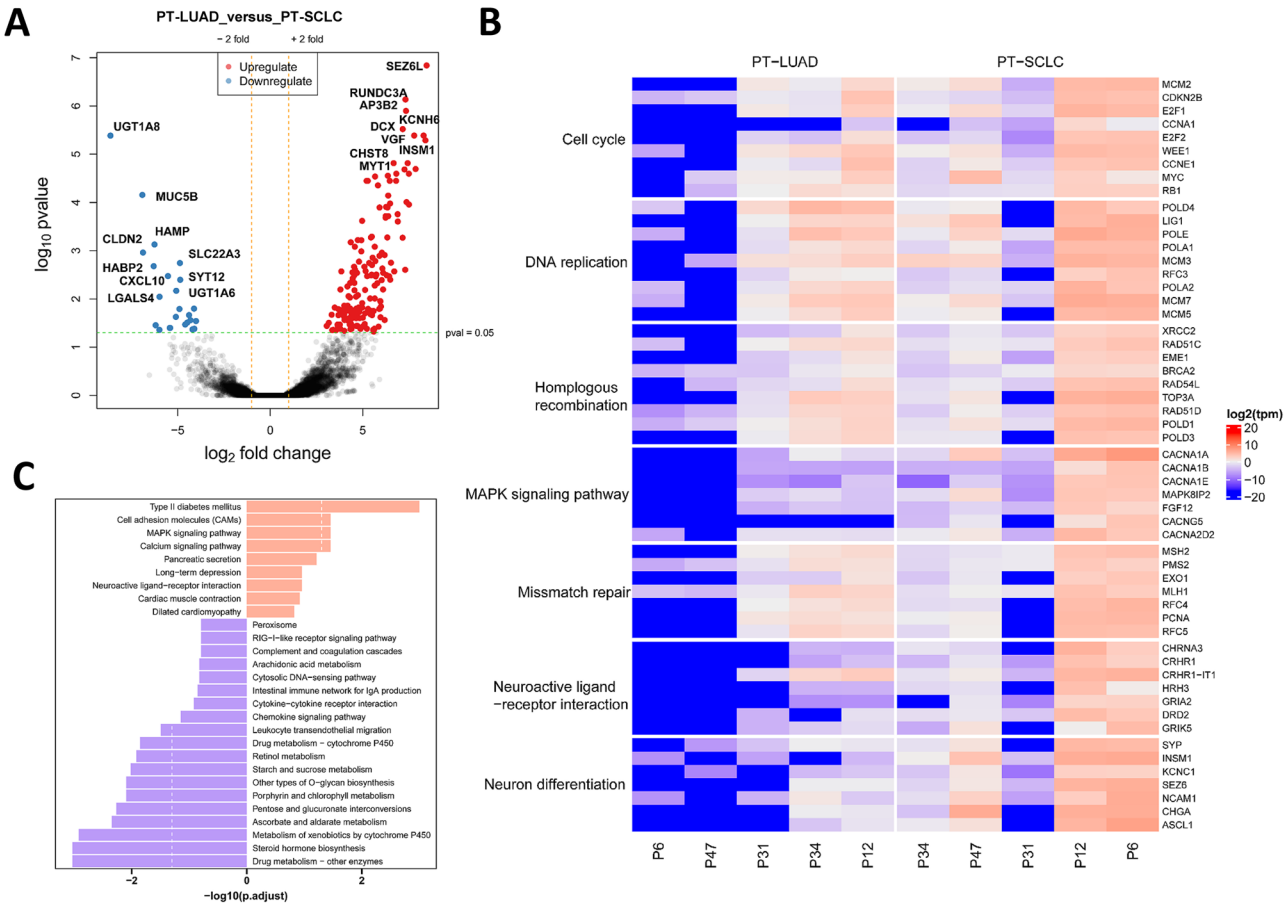 A
PT-LUAD_versus_PT-SCLC
− 2 fold
+ 2 fold
Upregulate
Downregulate
SEZ6L
RUNDC3A
AP3B2
KCNH6
DCX
VGF
INSM1
CHST8
MYT1
UGT1A8
MUC5B
HAMP
CLDN2
SLC22A3
HABP2
CXCL10
SYT12
LGALS4
UGT1A6
pval = 0.05
7
6
5
4
3
2
1
0
log10 pvalue
−5
0
5
log2 fold change
B
PT−LUAD
PT−SCLC
Cell cycle
MCM2
CDKN2B
E2F1
CCNA1
E2F2
WEE1
CCNE1
MYC
RB1
DNA replication
POLD4
LIG1
POLE
POLA1
MCM3
RFC3
POLA2
MCM7
MCM5
Homplogous
recombination
XRCC2
RAD51C
EME1
BRCA2
RAD54L
TOP3A
RAD51D
POLD1
POLD3
MAPK signaling pathway
CACNA1A
CACNA1B
CACNA1E
MAPK8IP2
FGF12
CACNG5
CACNA2D2
Missmatch repair
MSH2
PMS2
EXO1
MLH1
RFC4
PCNA
RFC5
Neuroactive ligand
−receptor interaction
CHRNA3
CRHR1
CRHR1−IT1
HRH3
GRIA2
DRD2
GRIK5
Neuron differentiation
SYP
INSM1
KCNC1
SEZ6
NCAM1
CHGA
ASCL1
P6
P47
P31
P34
P12
P34
P47
P31
P12
P6
log2(tpm)
20
10
0
−10
−20
C
Type II diabetes mellitus
Cell adhesion molecules (CAMs)
MAPK signaling pathway
Calcium signaling pathway
Pancreatic secretion
Long−term depression
Neuroactive ligand−receptor interaction
Cardiac muscle contraction
Dilated cardiomyopathy
Peroxisome
RIG−I−like receptor signaling pathway
Complement and coagulation cascades
Arachidonic acid metabolism
Cytosolic DNA−sensing pathway
Intestinal immune network for IgA production
Cytokine−cytokine receptor interaction
Chemokine signaling pathway
Leukocyte transendothelial migration
Drug metabolism − cytochrome P450
Retinol metabolism
Starch and sucrose metabolism
Other types of O−glycan biosynthesis
Porphyrin and chlorophyll metabolism
Pentose and glucuronate interconversions
Ascorbate and aldarate metabolism
Metabolism of xenobiotics by cytochrome P450
Steroid hormone biosynthesis
Drug metabolism − other enzymes
−2
0
2
−log10(p.adjust)